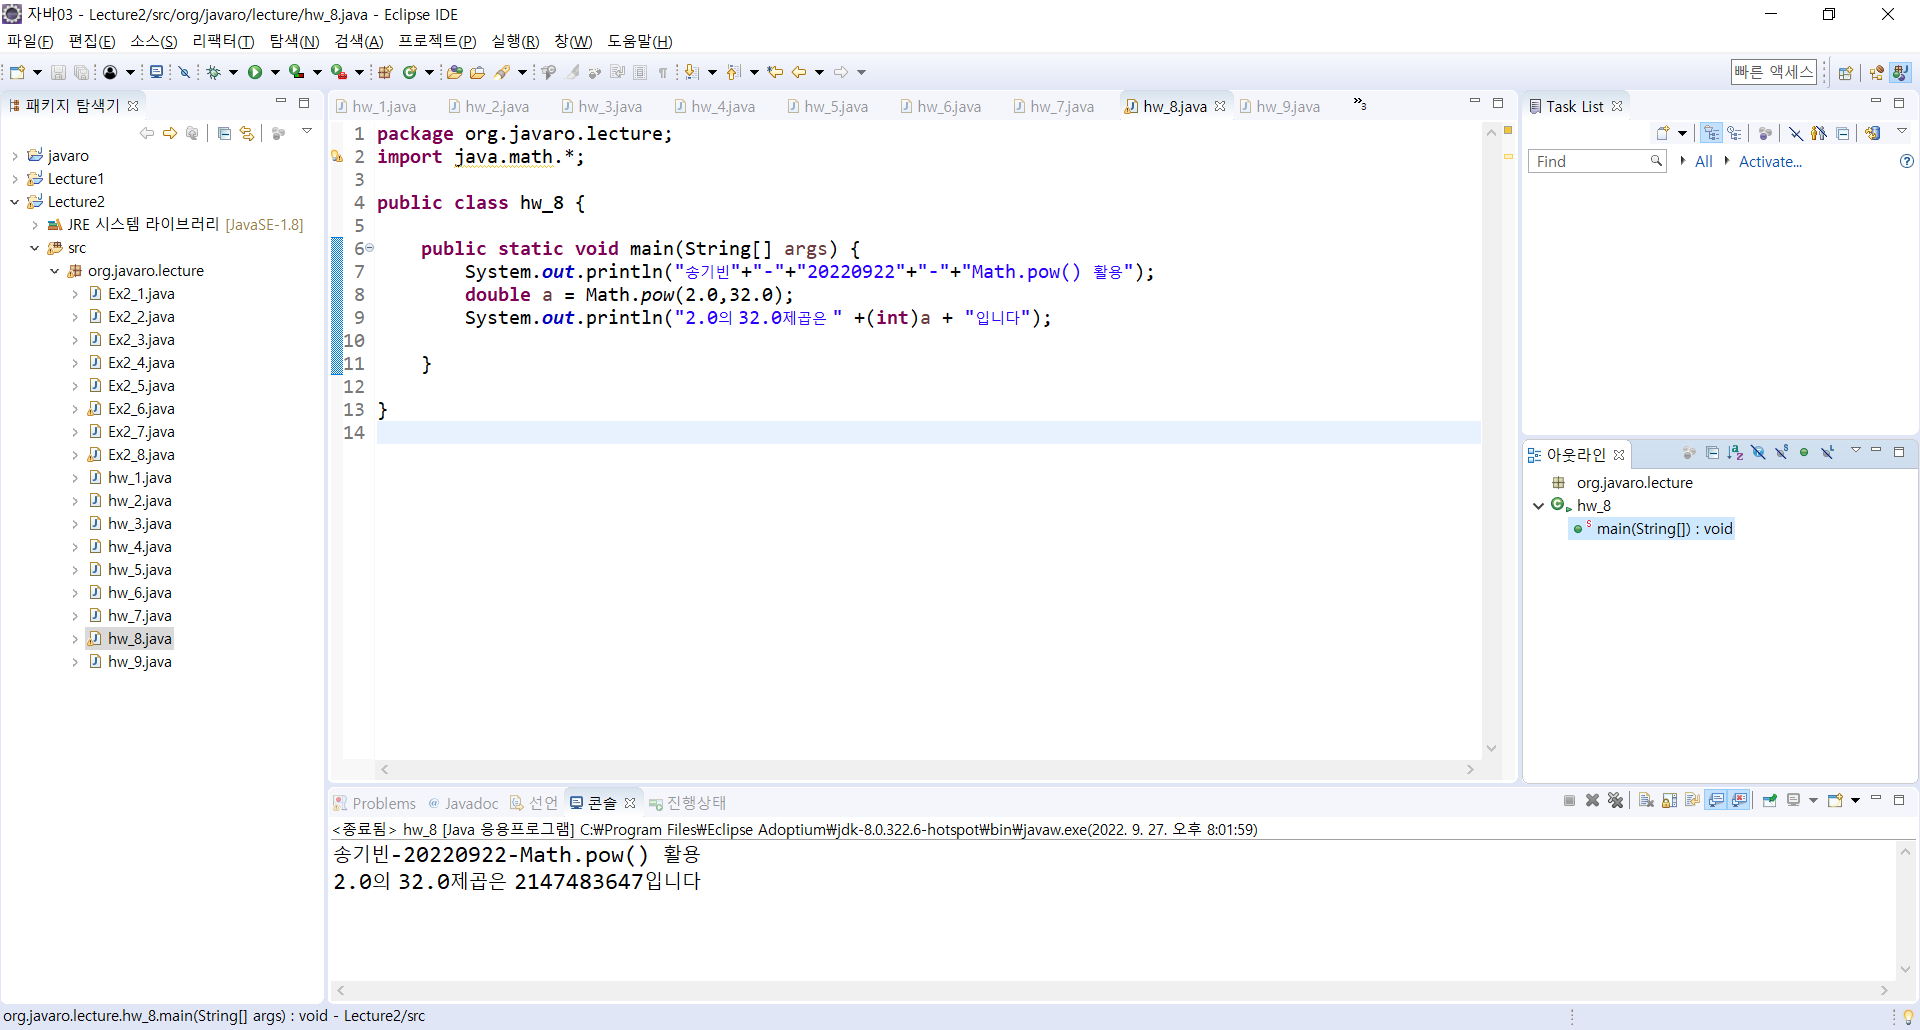 자바03 - Lecture2/src/org/javaro/lecture/hw_8.java - Eclipse IDE
파일(F) 편집(E) 소스(S) 리팩터(T) 탐색(N) 검색(A) 프로젝트(P) 실행(R) 창(W) 도움말(H)
빠른 액세스
패키지 탐색기
javaro
Lecture1
Lecture2
JRE 시스템 라이브러리 [JavaSE-1.8]
src
org.javaro.lecture
Ex2_1.java
Ex2_2.java
Ex2_3.java
Ex2_4.java
Ex2_5.java
Ex2_6.java
Ex2_7.java
Ex2_8.java
hw_1.java
hw_2.java
hw_3.java
hw_4.java
hw_5.java
hw_6.java
hw_7.java
hw_8.java
hw_9.java
hw_1.java hw_2.java hw_3.java hw_4.java hw_5.java hw_6.java hw_7.java hw_8.java hw_9.java »3
1 package org.javaro.lecture;
2 import java.math.*;
3
4 public class hw_8 {
5
6 public static void main(String[] args) {
7 System.out.println("송기빈"+"-"+"20220922"+"-"+"Math.pow() 활용");
8 double a = Math.pow(2.0,32.0);
9 System.out.println("2.0의 32.0제곱은 " +(int)a + "입니다");
10
11 }
12
13 }
14
Task List
Find All Activate...
아웃라인
org.javaro.lecture
hw_8
main(String[]) : void
Problems @ Javadoc 선언 콘솔 진행상태
<종료됨> hw_8 [Java 응용프로그램] C:₩Program Files₩Eclipse Adoptium₩jdk-8.0.322.6-hotspot₩bin₩javaw.exe(2022. 9. 27. 오후 8:01:59)
송기빈-20220922-Math.pow() 활용
2.0의 32.0제곱은 2147483647입니다
org.javaro.lecture.hw_8.main(String[] args) : void - Lecture2/src